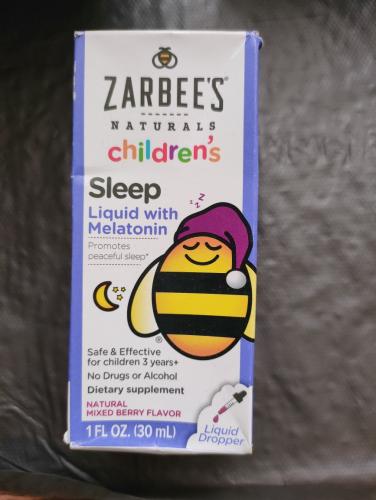 ZARBEE'S®
NATURALS
children's
Sleep
Liquid with
Melatonin
Promotes
peaceful sleep*
z z z
®
Safe & Effective
for children 3 years+
No Drugs or Alcohol
Dietary supplement
NATURAL
MIXED BERRY FLAVOR
1 FL OZ. (30 mL)
Liquid
Dropper